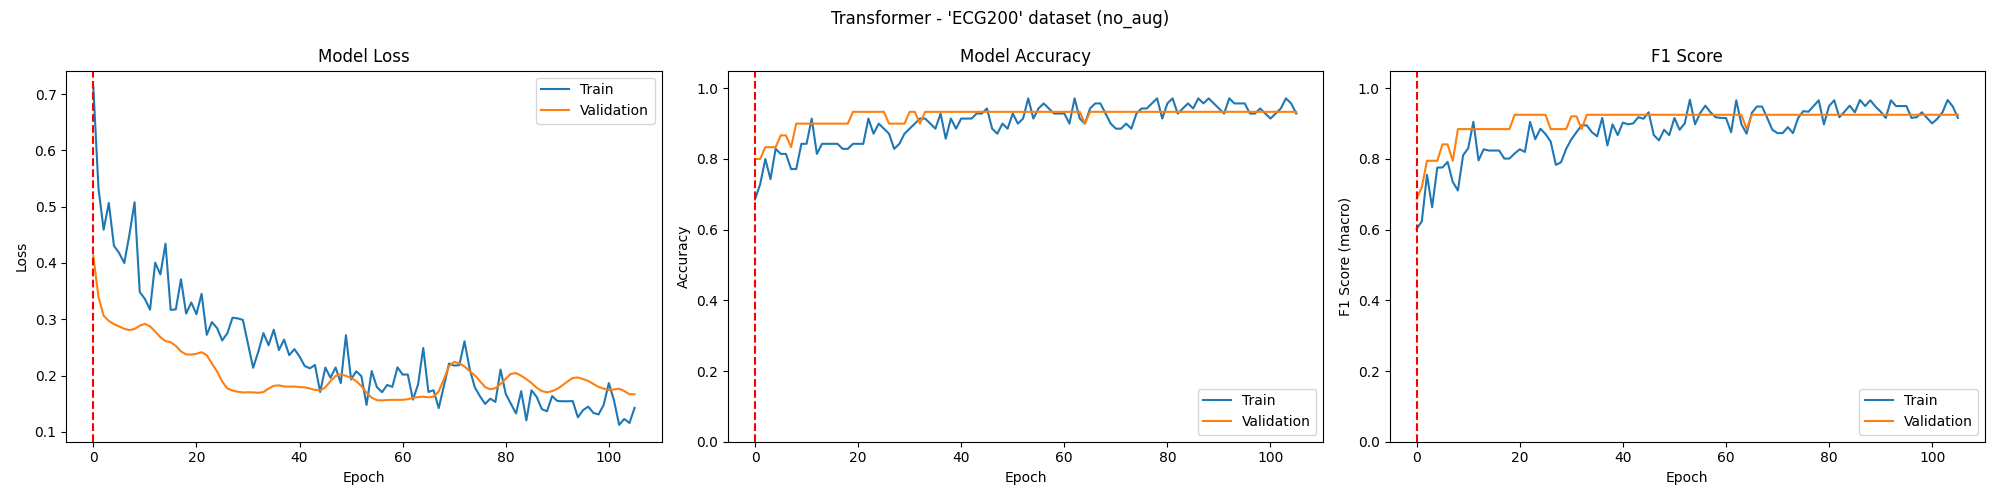 Transformer - 'ECG200' dataset (no_aug)
Model Loss
Loss
0.7
0.6
0.5
0.4
0.3
0.2
0.1
Train
Validation
0 20 40 60 80 100
Epoch
Model Accuracy
Accuracy
1.0
0.8
0.6
0.4
0.2
0.0
Train
Validation
0 20 40 60 80 100
Epoch
F1 Score
F1 Score (macro)
1.0
0.8
0.6
0.4
0.2
0.0
Train
Validation
0 20 40 60 80 100
Epoch